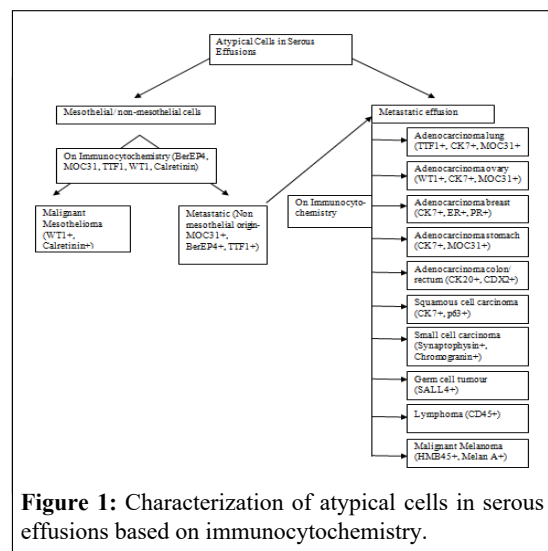 Atypical Cells in Serous
Effusions
Mesothelial/ non-mesothelial cells
Metastatic effusion
On Immunocytochemistry (BerEP4,
MOC31, TTF1, WT1, Calretinin)
Malignant
Mesothelioma
(WT1+,
Calretinin+)
Metastatic (Non
mesothelial origin-
MOC31+,
BerEP4+, TTF1+)
On Immunocyto-
chemistry
Adenocarcinoma lung
(TTF1+, CK7+, MOC31+
Adenocarcinoma ovary
(WT1+, CK7+, MOC31+)
Adenocarcinoma breast
(CK7+, ER+, PR+)
Adenocarcinoma stomach
(CK7+, MOC31+)
Adenocarcinoma colon/
rectum (CK20+, CDX2+)
Squamous cell carcinoma
(CK7+, p63+)
Small cell carcinoma
(Synaptophysin+,
Chromogranin+)
Germ cell tumour
(SALL4+)
Lymphoma (CD45+)
Malignant Melanoma
(HMB45+, Melan A+)
Figure 1: Characterization of atypical cells in serous
effusions based on immunocytochemistry.